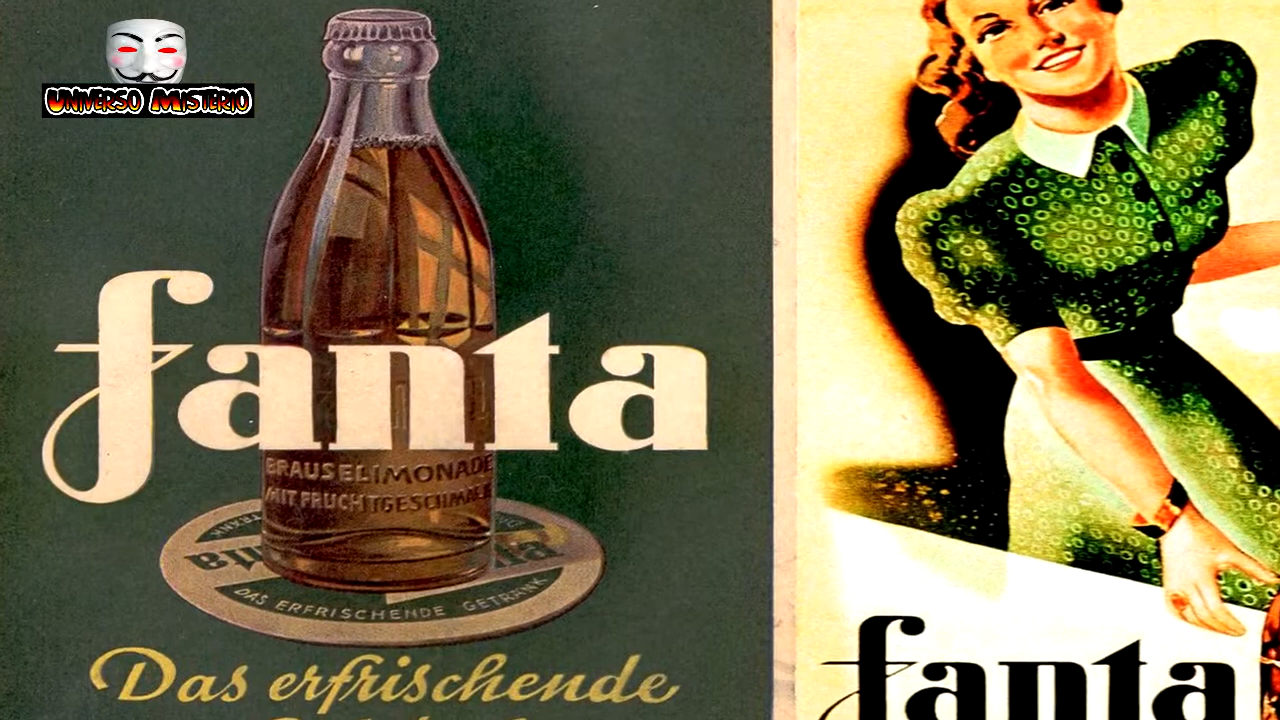 UNIVERSO MISTERIO
fanta
BRAUSELIMONADE
MIT FRUCHTGESCHMACK
DAS ERFRISCHENDE GETRÄNK
Das erfrischende
fanta